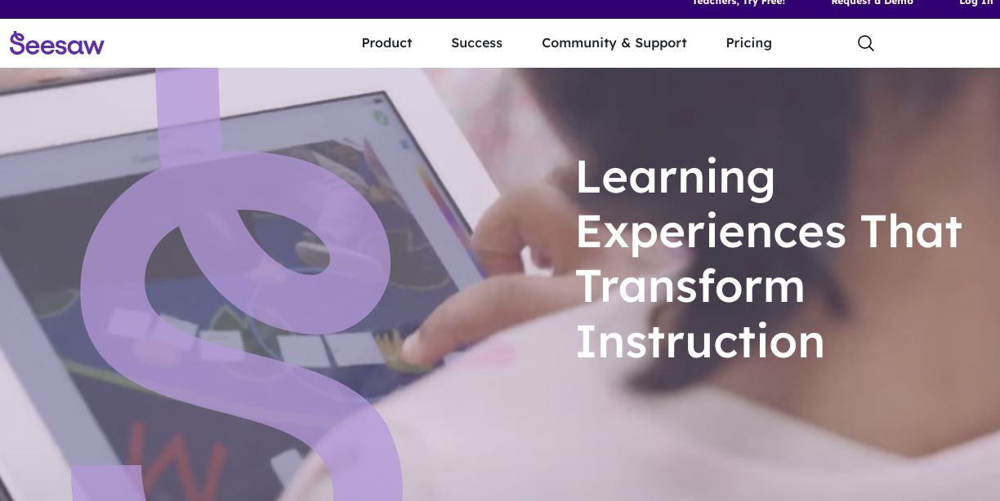 Teachers, Try Free! Request a Demo Log In
Seesaw Product Success Community & Support Pricing
Learning
Experiences That
Transform
Instruction